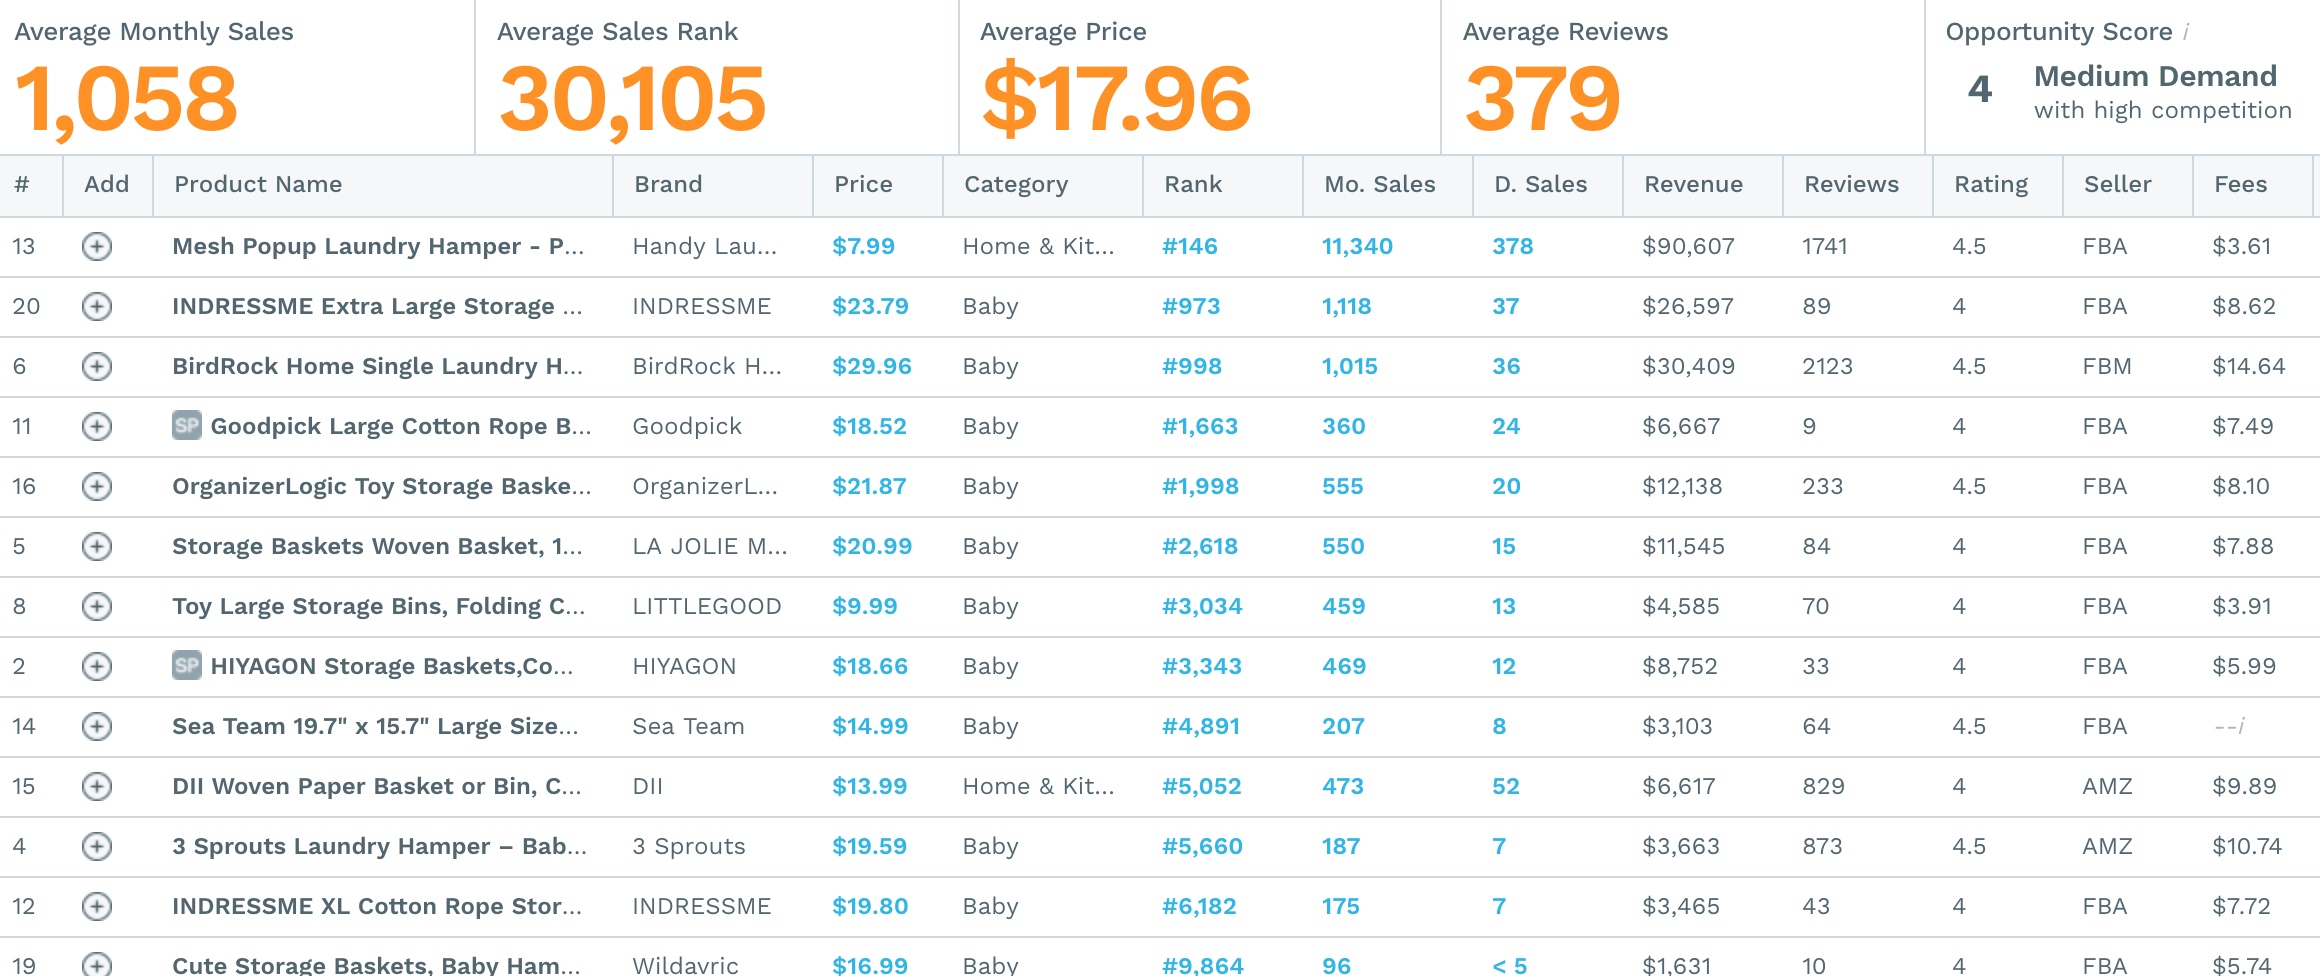 Average Monthly Sales Average Sales Rank Average Price Average Reviews Opportunity Score i
1,058 30,105 $17.96 379 4 Medium Demand
with high competition
# Add Product Name Brand Price Category Rank Mo. Sales D. Sales Revenue Reviews Rating Seller Fees
13 Mesh Popup Laundry Hamper - P... Handy Lau... $7.99 Home & Kit... #146 11,340 378 $90,607 1741 4.5 FBA $3.61
20 INDRESSME Extra Large Storage ... INDRESSME $23.79 Baby #973 1,118 37 $26,597 89 4 FBA $8.62
6 BirdRock Home Single Laundry H... BirdRock H... $29.96 Baby #998 1,015 36 $30,409 2123 4.5 FBM $14.64
11 SP Goodpick Large Cotton Rope B... Goodpick $18.52 Baby #1,663 360 24 $6,667 9 4 FBA $7.49
16 OrganizerLogic Toy Storage Baske... OrganizerL... $21.87 Baby #1,998 555 20 $12,138 233 4.5 FBA $8.10
5 Storage Baskets Woven Basket, 1... LA JOLIE M... $20.99 Baby #2,618 550 15 $11,545 84 4 FBA $7.88
8 Toy Large Storage Bins, Folding C... LITTLEGOOD $9.99 Baby #3,034 459 13 $4,585 70 4 FBA $3.91
2 SP HIYAGON Storage Baskets,Co... HIYAGON $18.66 Baby #3,343 469 12 $8,752 33 4 FBA $5.99
14 Sea Team 19.7" x 15.7" Large Size... Sea Team $14.99 Baby #4,891 207 8 $3,103 64 4.5 FBA --i
15 DII Woven Paper Basket or Bin, C... DII $13.99 Home & Kit... #5,052 473 52 $6,617 829 4 AMZ $9.89
4 3 Sprouts Laundry Hamper – Bab... 3 Sprouts $19.59 Baby #5,660 187 7 $3,663 873 4.5 AMZ $10.74
12 INDRESSME XL Cotton Rope Stor... INDRESSME $19.80 Baby #6,182 175 7 $3,465 43 4 FBA $7.72
19 Cute Storage Baskets, Baby Ham... Wildavric $16.99 Baby #9,864 96 < 5 $1,631 10 4 FBA $5.74